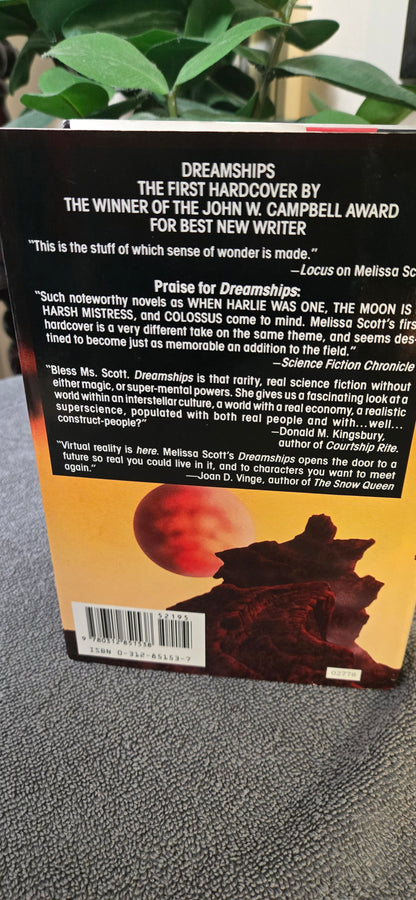 DREAMSHIPS
THE FIRST HARDCOVER BY
THE WINNER OF THE JOHN W. CAMPBELL AWARD
FOR BEST NEW WRITER
"This is the stuff of which sense of wonder is made."
—Locus on Melissa Sc
Praise for Dreamships:
"Such noteworthy novels as WHEN HARLIE WAS ONE, THE MOON IS
HARSH MISTRESS, and COLOSSUS come to mind. Melissa Scott's firs
hardcover is a very different take on the same theme, and seems des-
tined to become just as memorable an addition to the field."
—Science Fiction Chronicle
"Bless Ms. Scott. Dreamships is that rarity, real science fiction without
either magic, or super-mental powers. She gives us a fascinating look at a
world within an interstellar culture, a world with a real economy, a realistic
superscience, populated with both real people and with...well...
construct-people?"
—Donald M. Kingsbury,
author of Courtship Rite.
"Virtual reality is here. Melissa Scott's Dreamships opens the door to a
future so real you could live in it, and to characters you want to meet
again."
—Joan D. Vinge, author of The Snow Queen
52195
9 780312 851538
ISBN 0-312-85153-7
02778